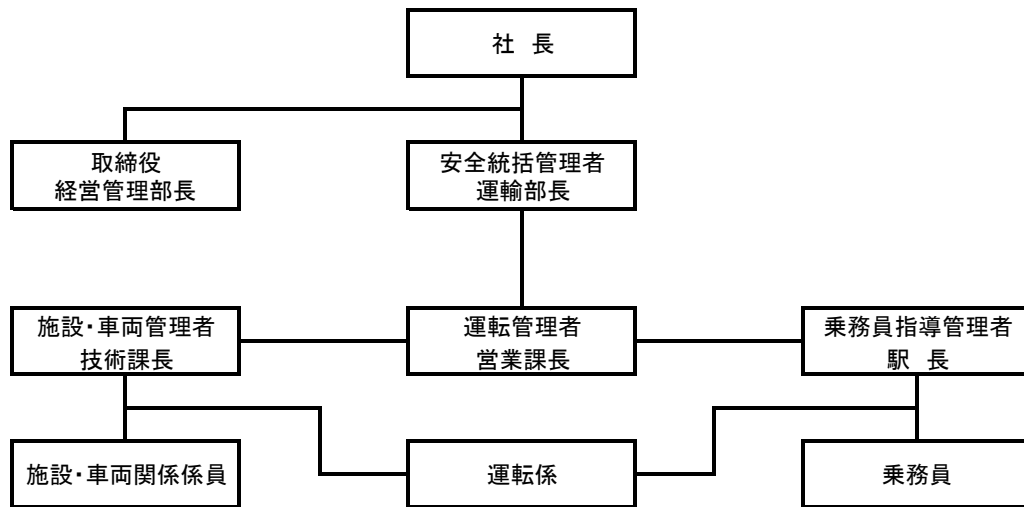 社 長
取締役
経営管理部長
安全統括管理者
運輸部長
施設・車両管理者
技術課長
運転管理者
営業課長
乗務員指導管理者
駅 長
施設・車両関係係員
運転係
乗務員